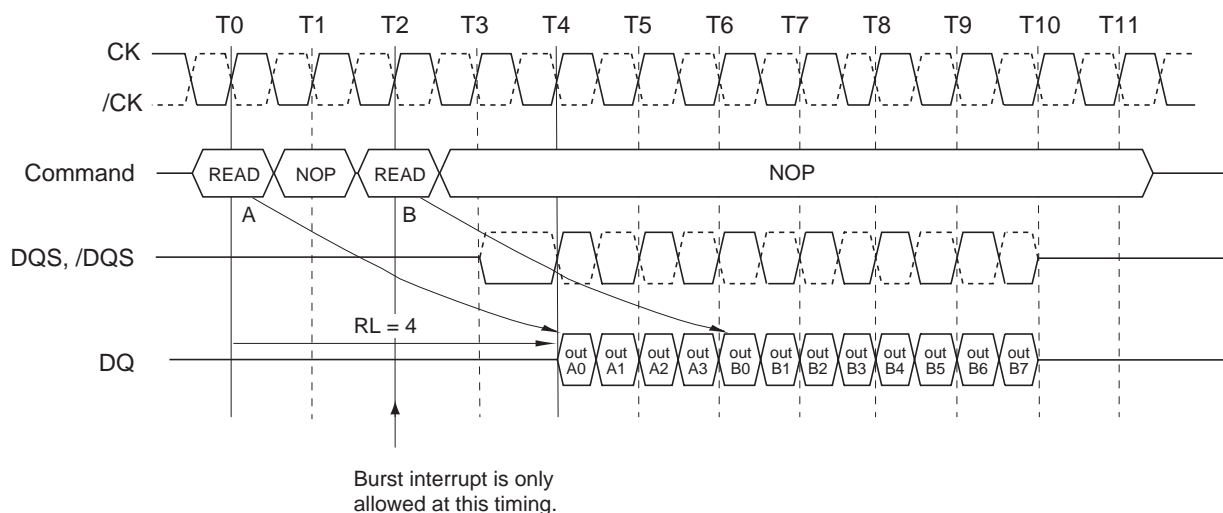 T0 T1 T2 T3 T4 T5 T6 T7 T8 T9 T10 T11
CK
/CK
Command READ NOP READ NOP
A B
DQS, /DQS
RL = 4
DQ out A0 out A1 out A2 out A3 out B0 out B1 out B2 out B3 out B4 out B5 out B6 out B7
Burst interrupt is only
allowed at this timing.